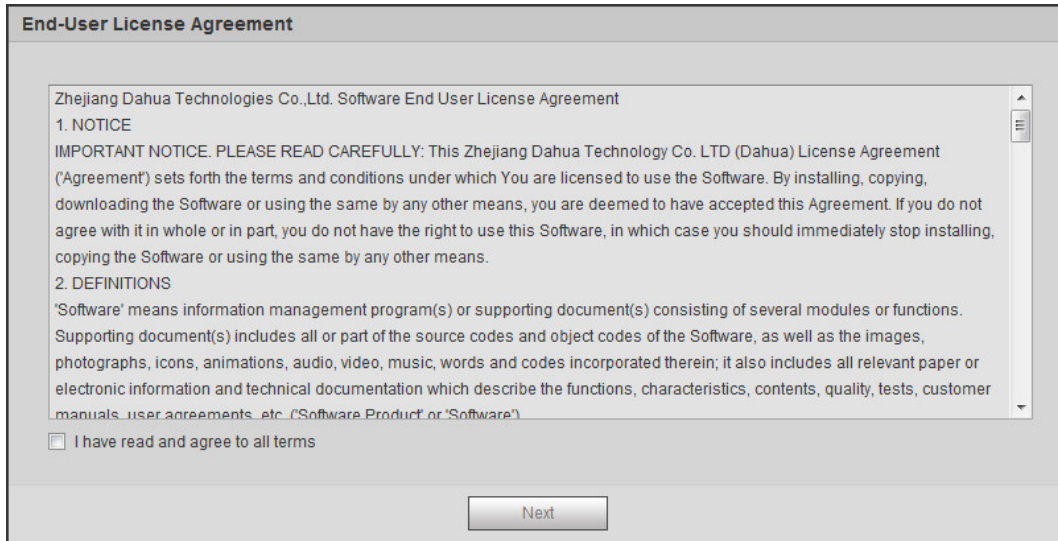 End-User License Agreement
Zhejiang Dahua Technologies Co.,Ltd. Software End User License Agreement
1. NOTICE
IMPORTANT NOTICE. PLEASE READ CAREFULLY: This Zhejiang Dahua Technology Co. LTD (Dahua) License Agreement
('Agreement') sets forth the terms and conditions under which You are licensed to use the Software. By installing, copying,
downloading the Software or using the same by any other means, you are deemed to have accepted this Agreement. If you do not
agree with it in whole or in part, you do not have the right to use this Software, in which case you should immediately stop installing,
copying the Software or using the same by any other means.
2. DEFINITIONS
'Software' means information management program(s) or supporting document(s) consisting of several modules or functions.
Supporting document(s) includes all or part of the source codes and object codes of the Software, as well as the images,
photographs, icons, animations, audio, video, music, words and codes incorporated therein; it also includes all relevant paper or
electronic information and technical documentation which describe the functions, characteristics, contents, quality, tests, customer
manuals, user agreements, etc. ('Software Product' or 'Software')
I have read and agree to all terms
Next